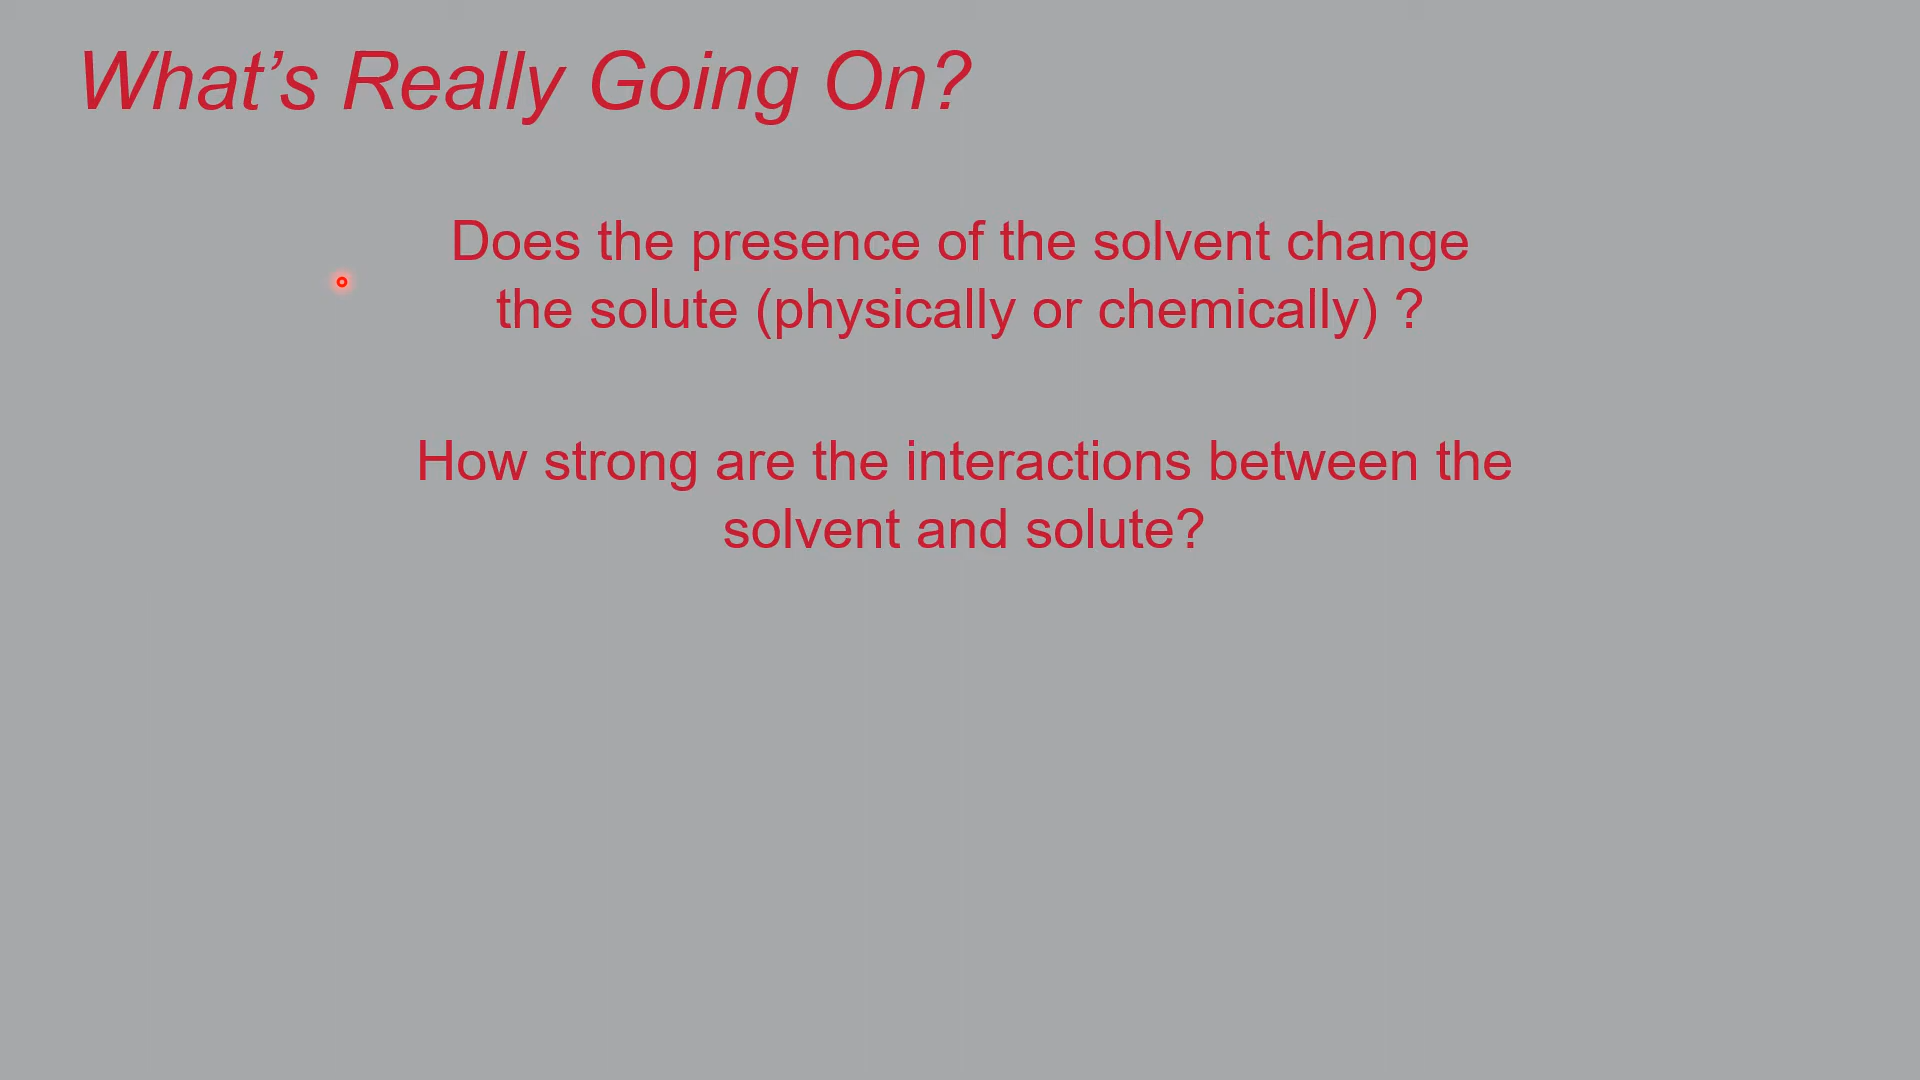 What’s Really Going On?
Does the presence of the solvent change
the solute (physically or chemically) ?
How strong are the interactions between the
solvent and solute?